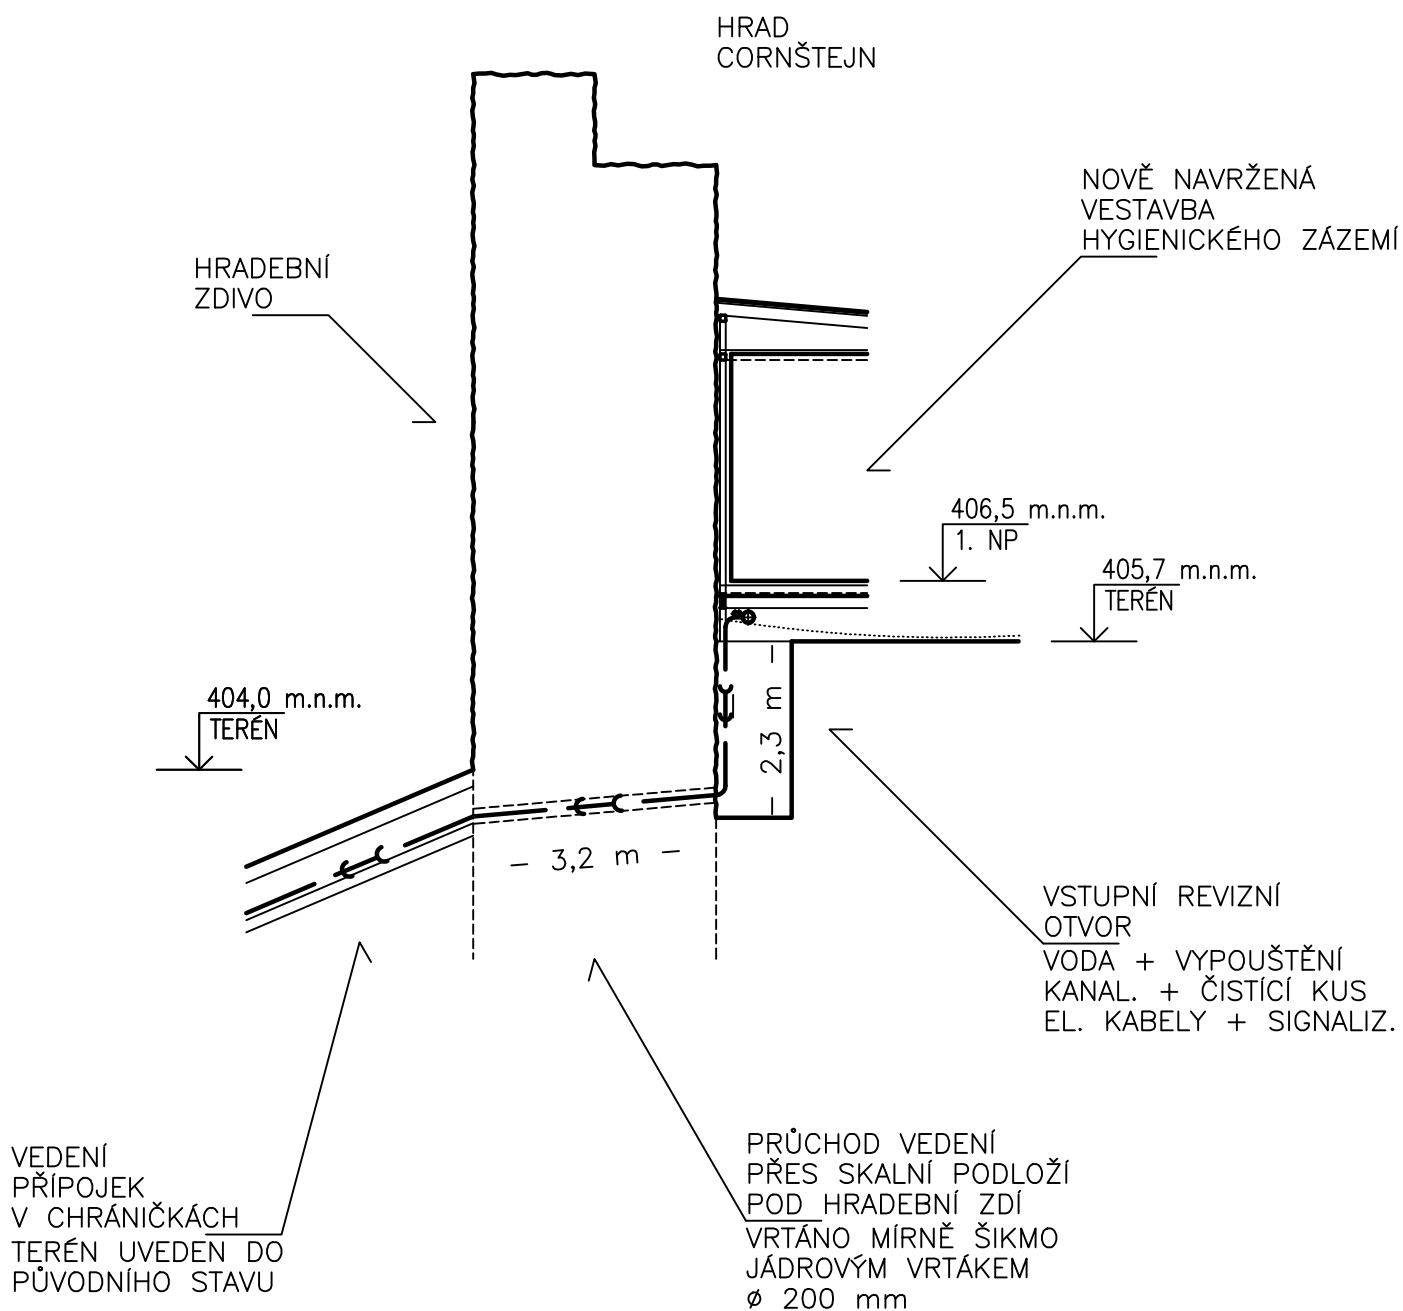 HRAD
CORNŠTEJN
NOVĚ NAVRŽENÁ
VESTAVBA
HYGIENICKÉHO ZÁZEMÍ
HRADEBNÍ
ZDIVO
406,5 m.n.m.
1. NP
405,7 m.n.m.
TERÉN
404,0 m.n.m.
TERÉN
– 2,3 m –
– 3,2 m –
VSTUPNÍ REVIZNÍ
OTVOR
VODA + VYPOUŠTĚNÍ
KANAL. + ČISTÍCÍ KUS
EL. KABELY + SIGNALIZ.
VEDENÍ
PŘÍPOJEK
V CHRÁNIČKÁCH
TERÉN UVEDEN DO
PŮVODNÍHO STAVU
PRŮCHOD VEDENÍ
PŘES SKALNÍ PODLOŽÍ
POD HRADEBNÍ ZDÍ
VRTÁNO MÍRNĚ ŠIKMO
JÁDROVÝM VRTÁKEM
ø 200 mm